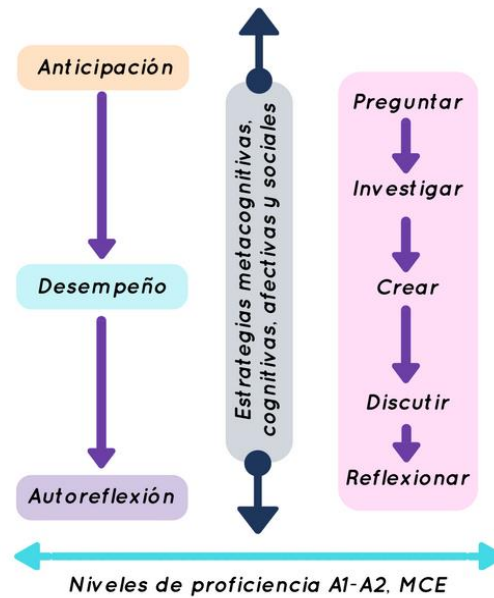 Anticipación
Desempeño
Autoreflexión
Estrategias metacognitivas,
cognitivas, afectivas y sociales
Preguntar
Investigar
Crear
Discutir
Reflexionar
Niveles de proficiencia A1-A2, MCE